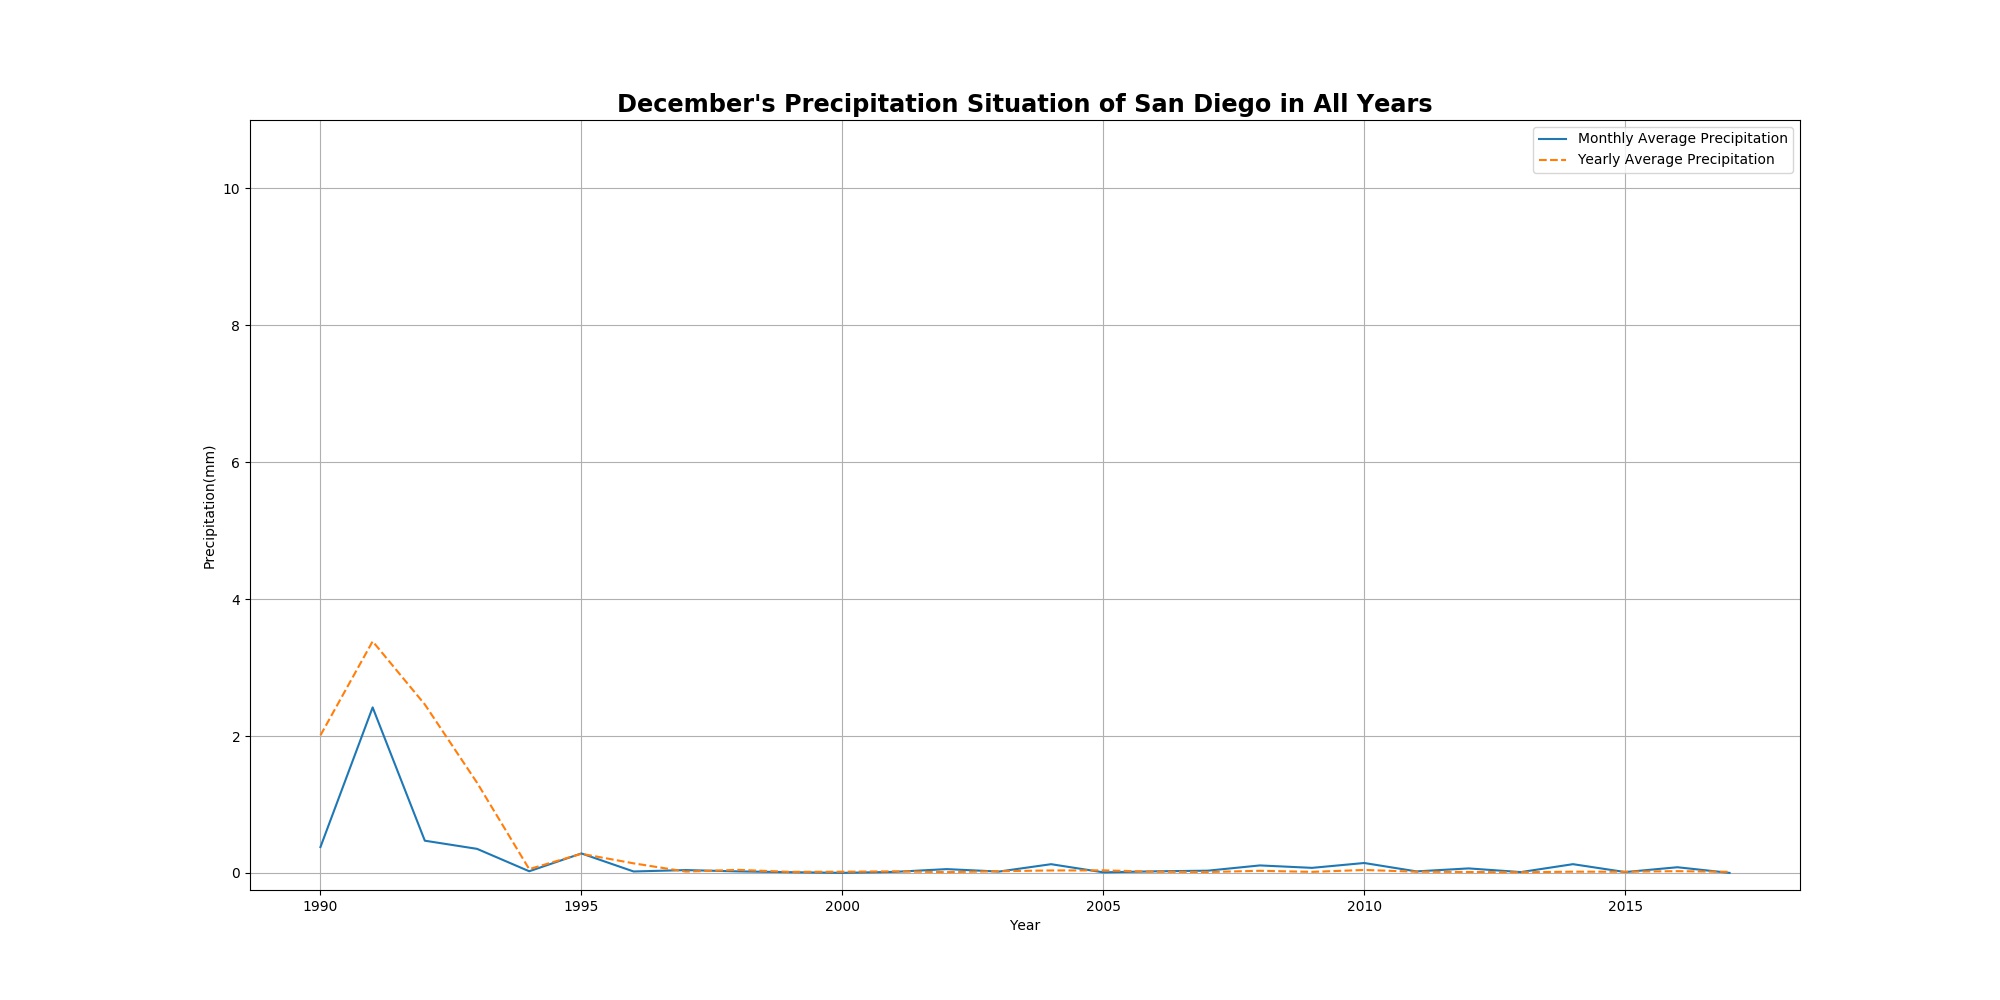 December's Precipitation Situation of San Diego in All Years
Monthly Average Precipitation
Yearly Average Precipitation
10
8
6
4
2
0
Precipitation(mm)
1990 1995 2000 2005 2010 2015
Year